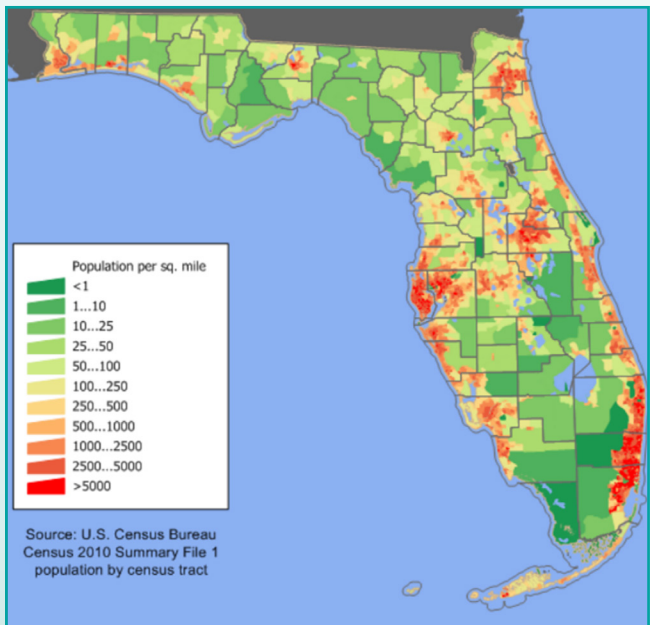 Population per sq. mile
<1
1...10
10...25
25...50
50...100
100...250
250...500
500...1000
1000...2500
2500...5000
>5000
Source: U.S. Census Bureau
Census 2010 Summary File 1
population by census tract